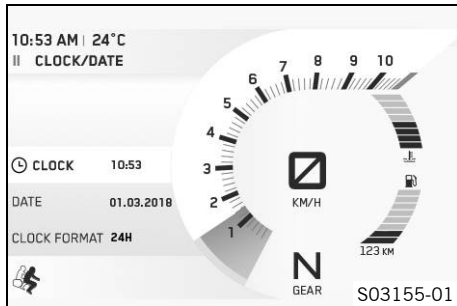 10:53 AM | 24°C
II CLOCK/DATE
CLOCK 10:53
DATE 01.03.2018
CLOCK FORMAT 24H
1
2
3
4
5
6
7
8
9
10
0
KM/H
N
GEAR
123 KM
S03155-01